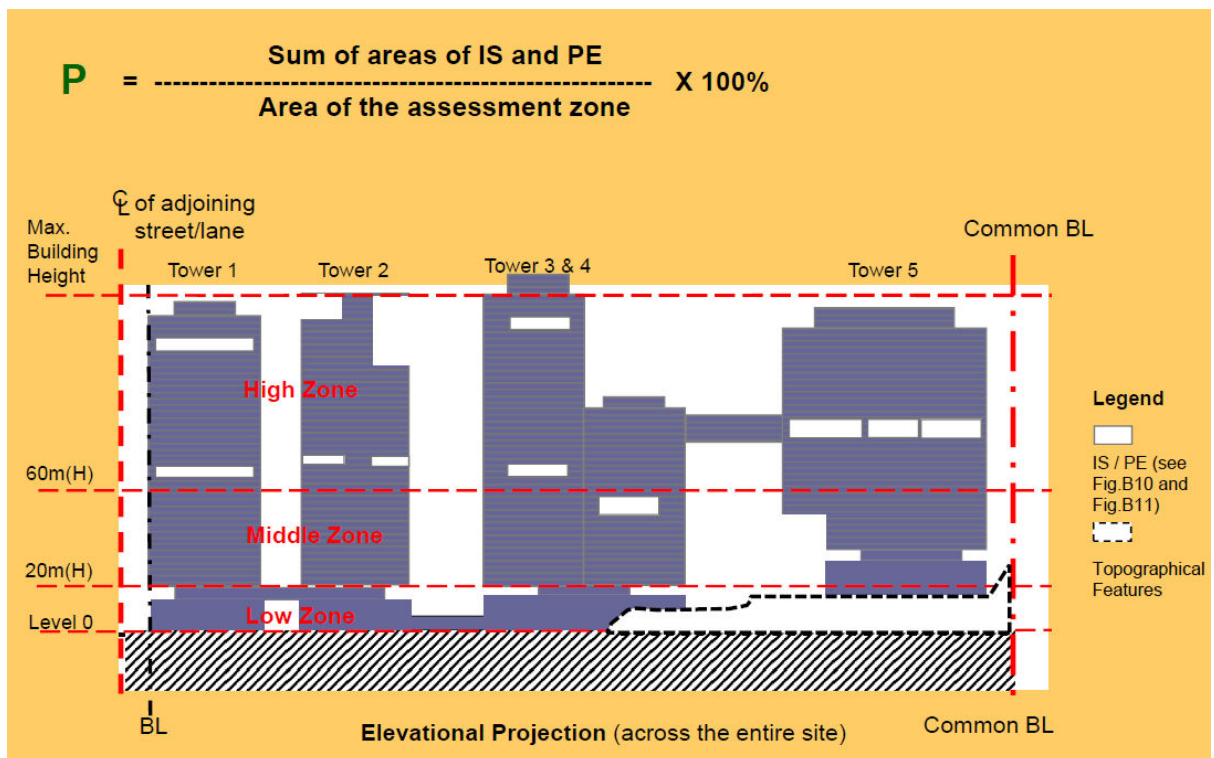 Sum of areas of IS and PE
P = ------------------------------------------------------- X 100%
Area of the assessment zone
℄ of adjoining
street/lane
Max.
Building
Height
Common BL
Tower 1
Tower 2
Tower 3 & 4
Tower 5
High Zone
Legend
IS / PE (see
Fig.B10 and
Fig.B11)
60m(H)
Middle Zone
20m(H)
Topographical
Features
Low Zone
Level 0
BL
Elevational Projection (across the entire site)
Common BL